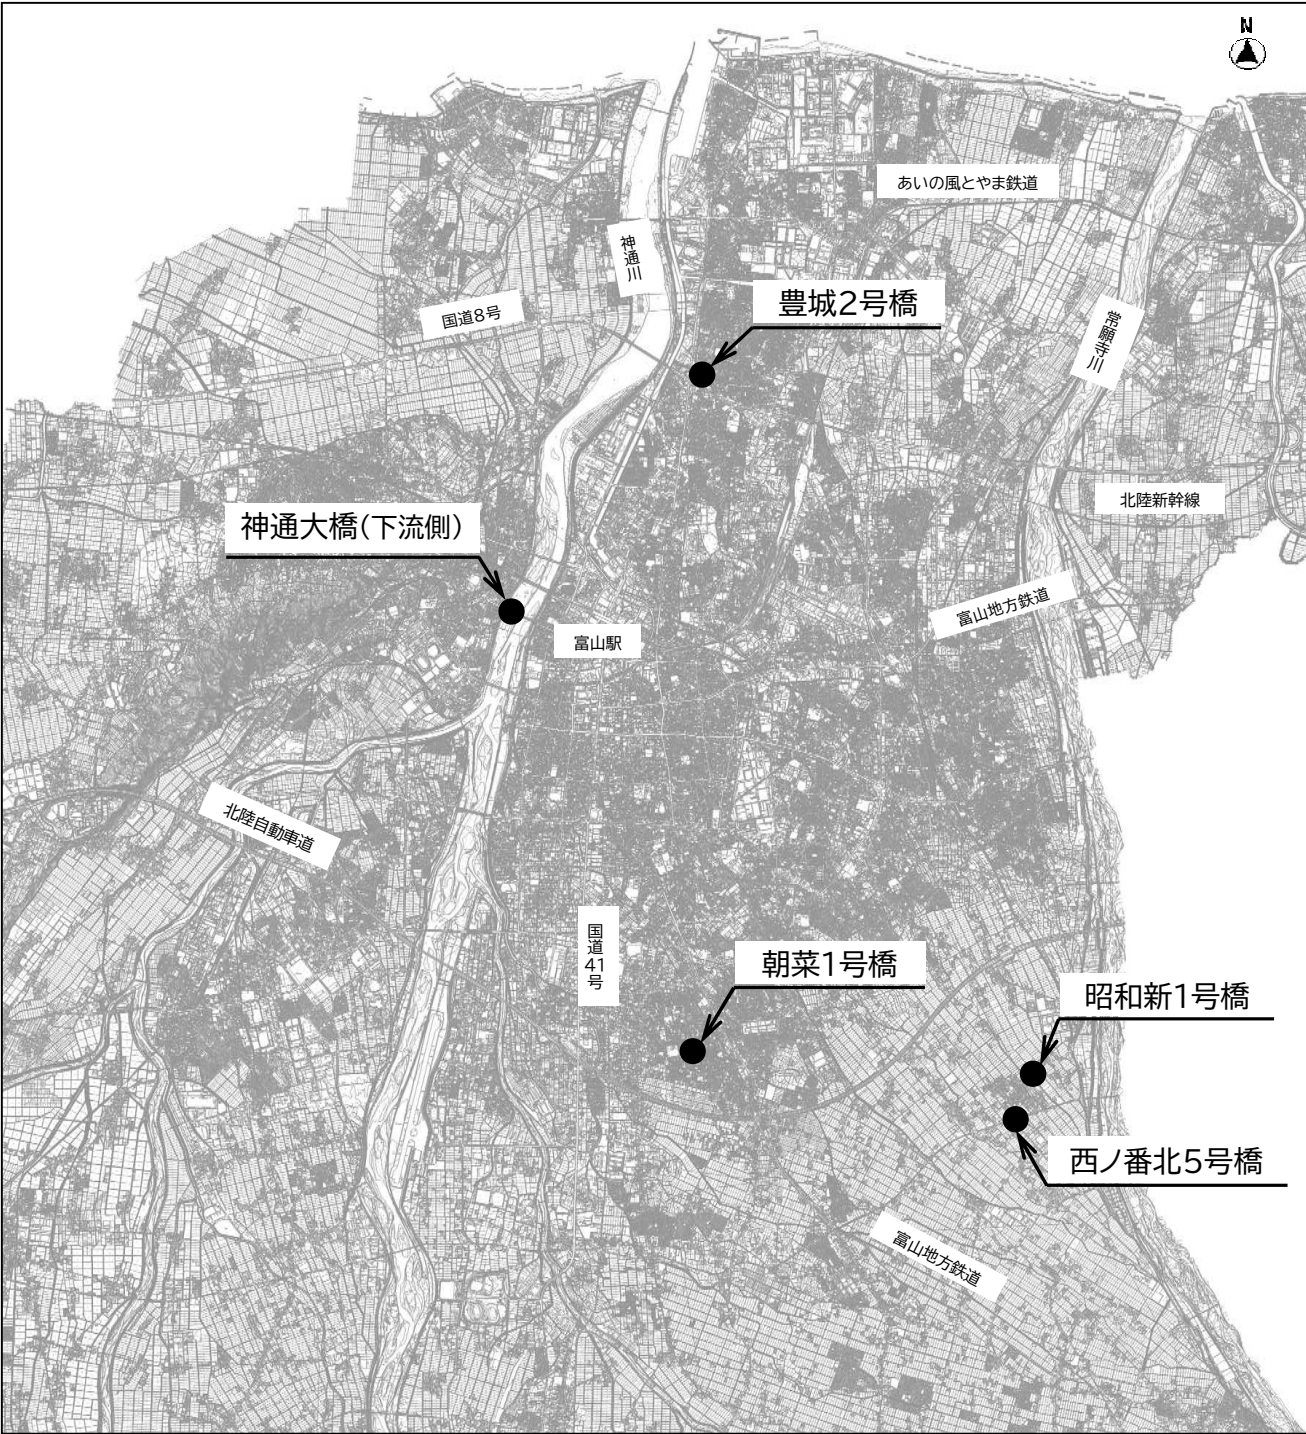 N
あいの風とやま鉄道
神通川
豊城2号橋
国道8号
常願寺川
北陸新幹線
神通大橋(下流側)
富山地方鉄道
富山駅
北陸自動車道
国道41号
朝菜1号橋
昭和新1号橋
西ノ番北5号橋
富山地方鉄道